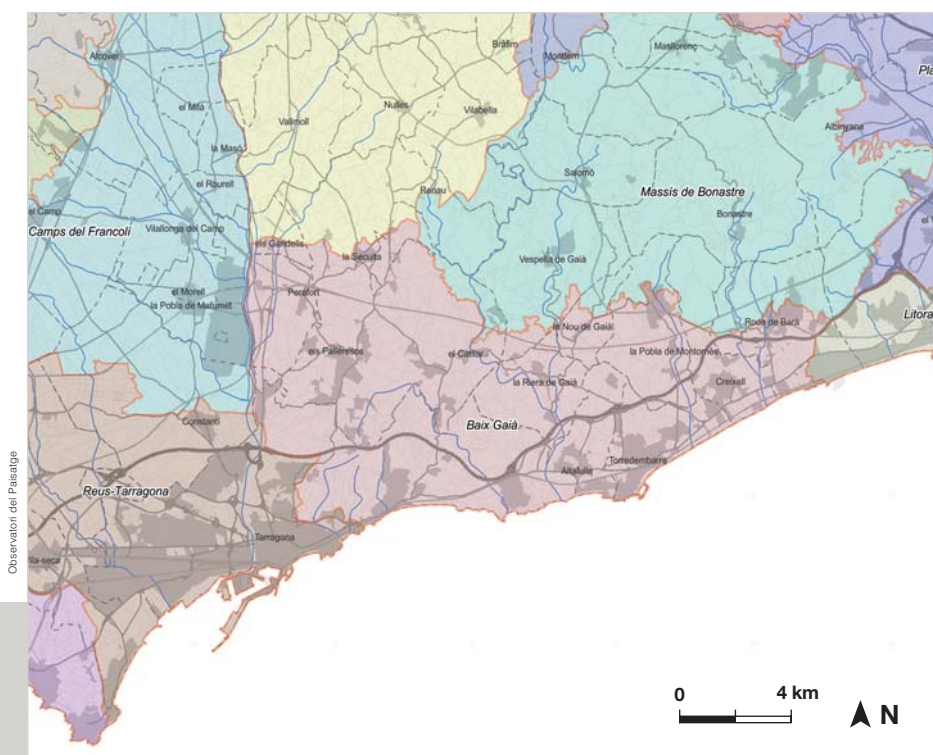 Bràfim
Montferri
Masllorenç
Alcover
el Milà
Nulles
Vilabella
Vallmoll
Albinyana
la Masó
Salomó
el Rourell
Renau
Massís de Bonastre
el Camp
Bonastre
Camps del Francolí
Vilallonga del Camp
els Garidells
la Secuita
Vespella de Gaià
el Morell
Perafort
la Pobla de Mafumet
Litora
Roda de Barà
la Nou de Gaià
els Pallaresos
el Catllar
la Pobla de Montornès
la Riera de Gaià
Creixell
Constantí
Baix Gaià
Torredembarra
Altafulla
Reus-Tarragona
Tarragona
ila-seca
Observatori del Paisatge
0 4 km
N